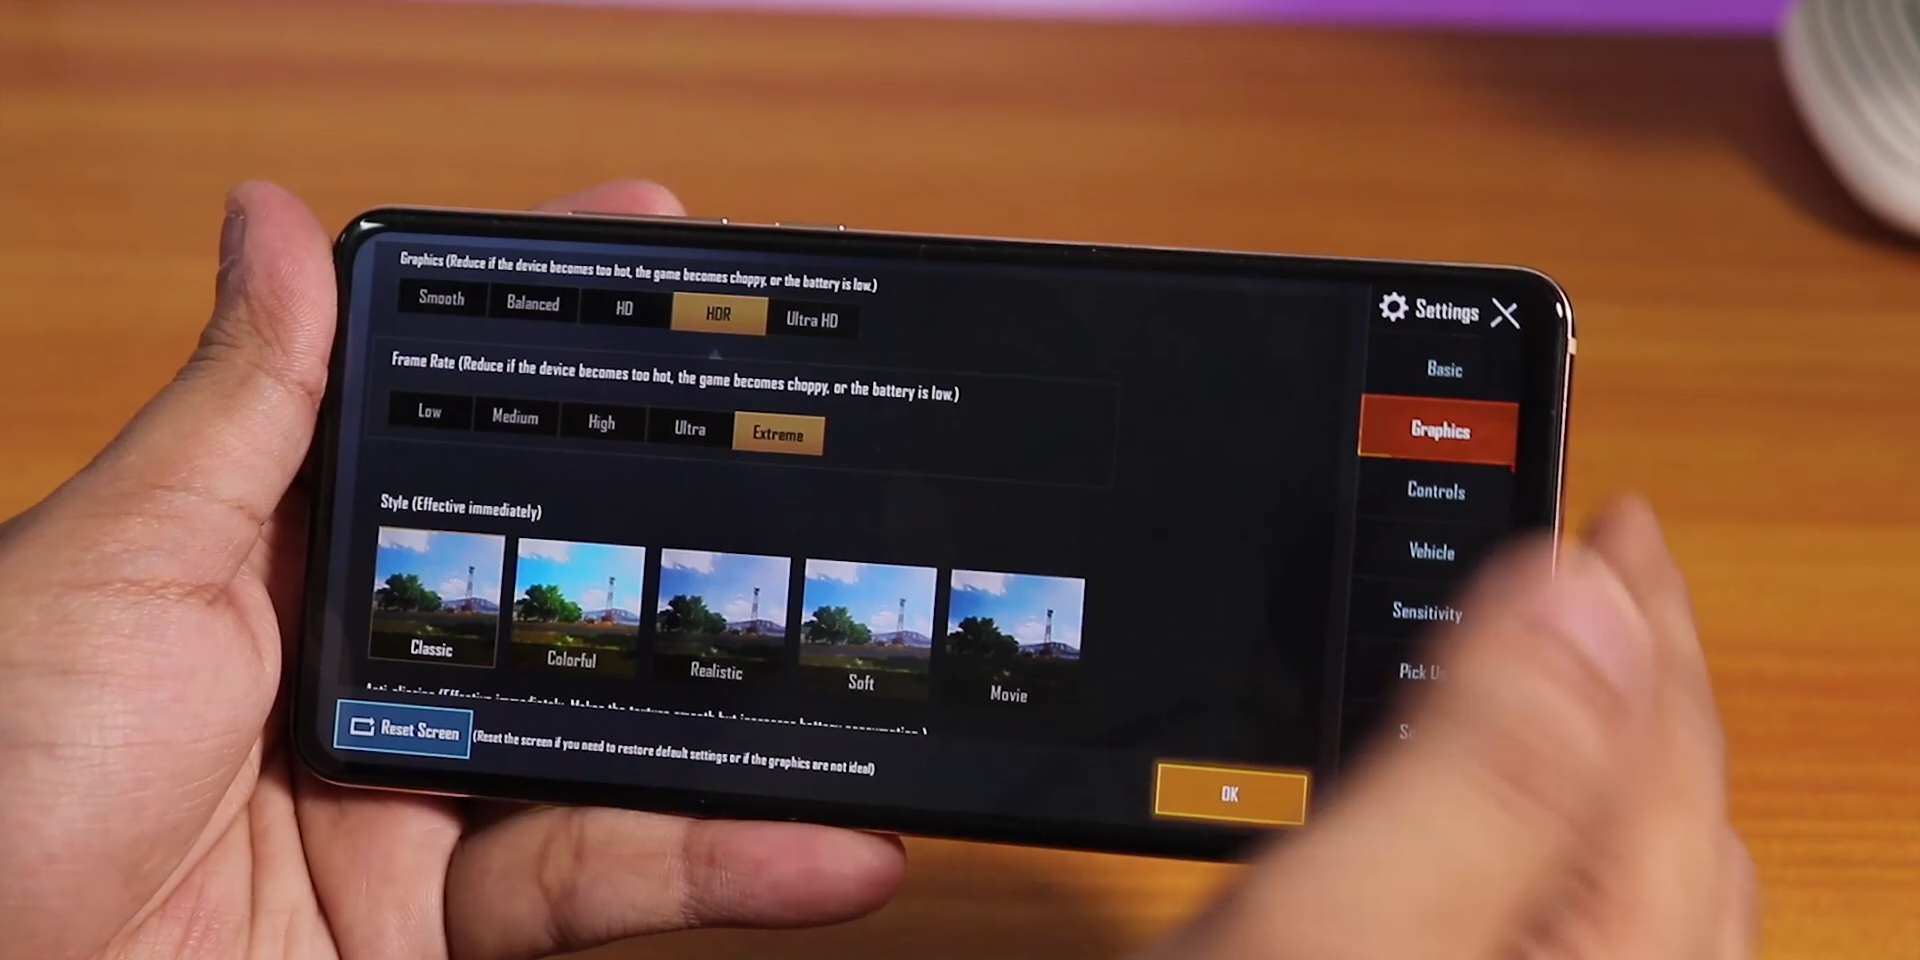 Graphics (Reduce if the device becomes too hot, the game becomes choppy, or the battery is low.)
Smooth Balanced HD HDR Ultra HD
Frame Rate (Reduce if the device becomes too hot, the game becomes choppy, or the battery is low.)
Low Medium High Ultra Extreme
Style (Effective immediately)
Classic Colorful Realistic Soft Movie
Reset Screen (Reset the screen if you need to restore default settings or if the graphics are not ideal)
OK
Settings
Basic
Graphics
Controls
Vehicle
Sensitivity
Pick